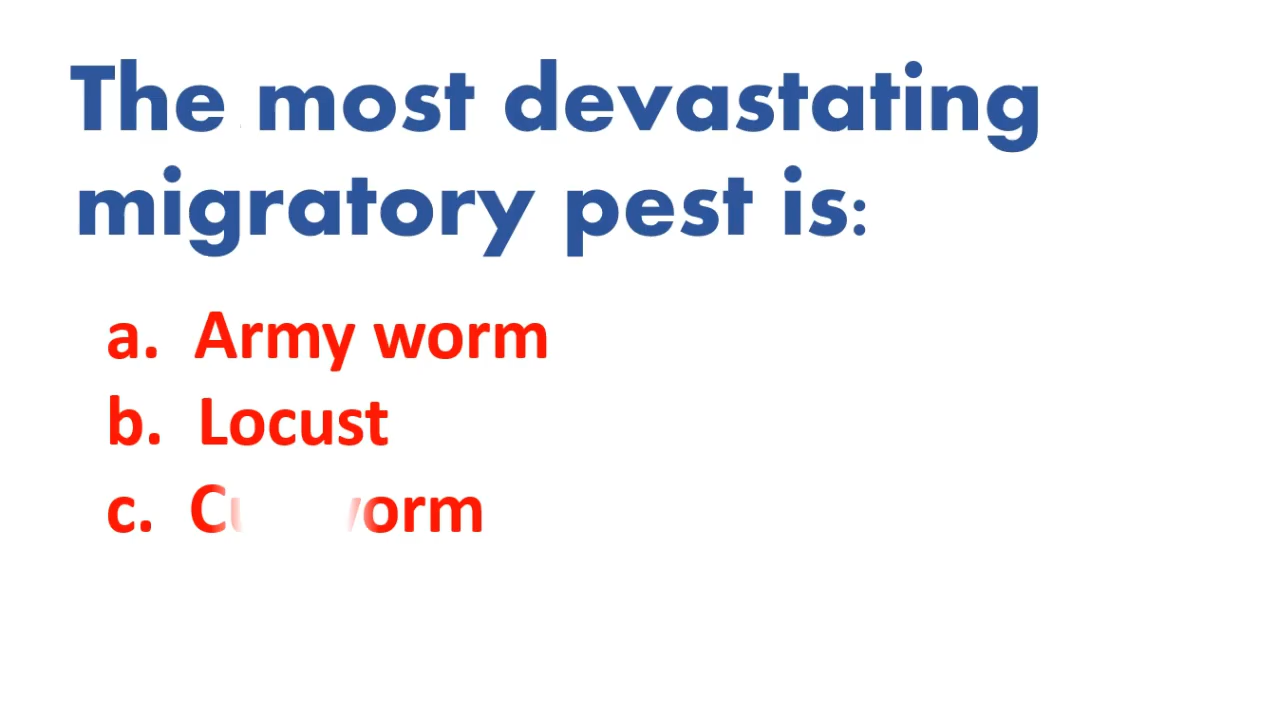 The most devastating
migratory pest is:
a. Army worm
b. Locust
c.